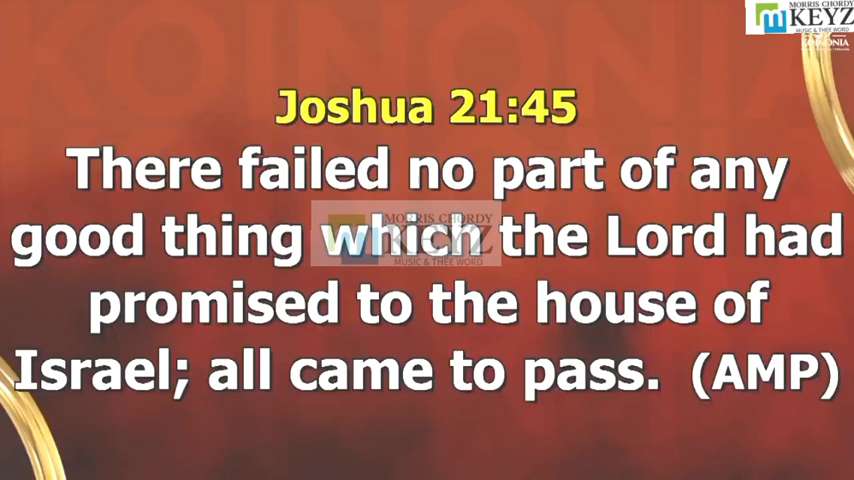 MORRIS CHORDY
KEYZ
MUSIC & THEE WORD
KOINONIA
Joshua 21:45
There failed no part of any
good thing which the Lord had
MORRIS CHORDY
KEYZ
MUSIC & THEE WORD
promised to the house of
Israel; all came to pass. (AMP)